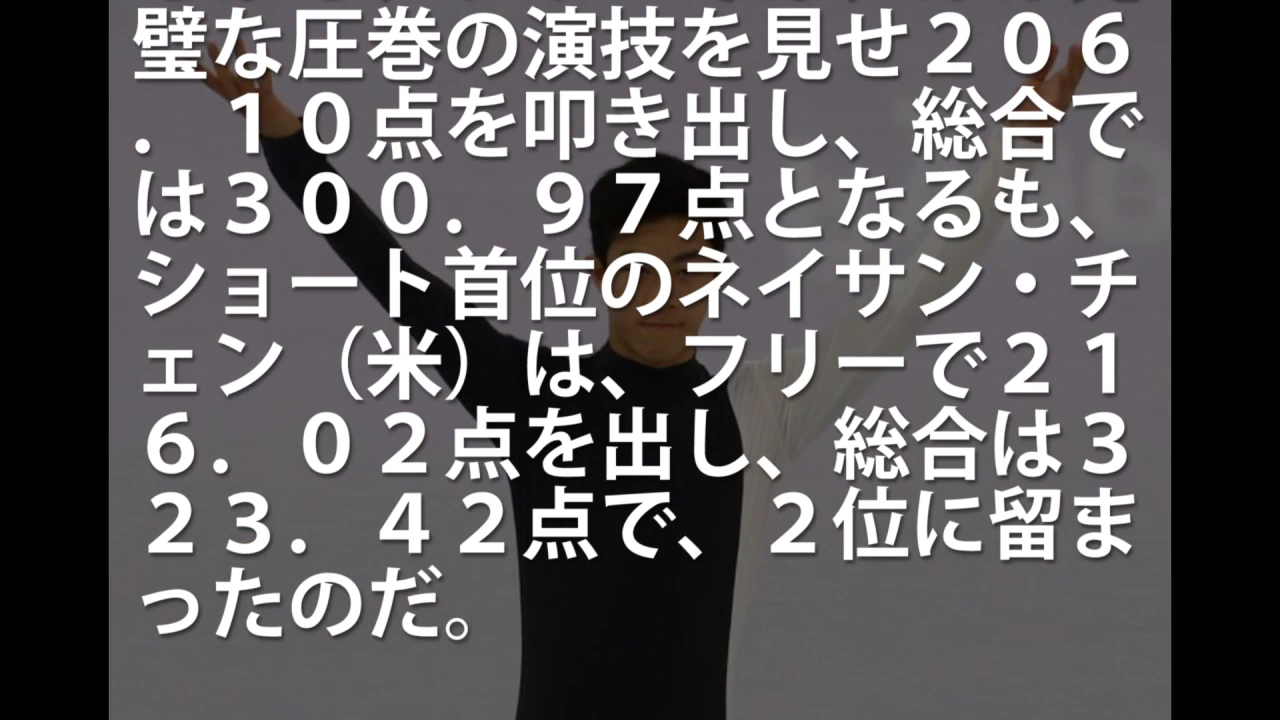 璧な圧巻の演技を見せ２０６
．１０点を叩き出し、総合で
は３００．９７点となるも、
ショート首位のネイサン・チ
ェン（米）は、フリーで２１
６．０２点を出し、総合は３
２３．４２点で、２位に留ま
ったのだ。